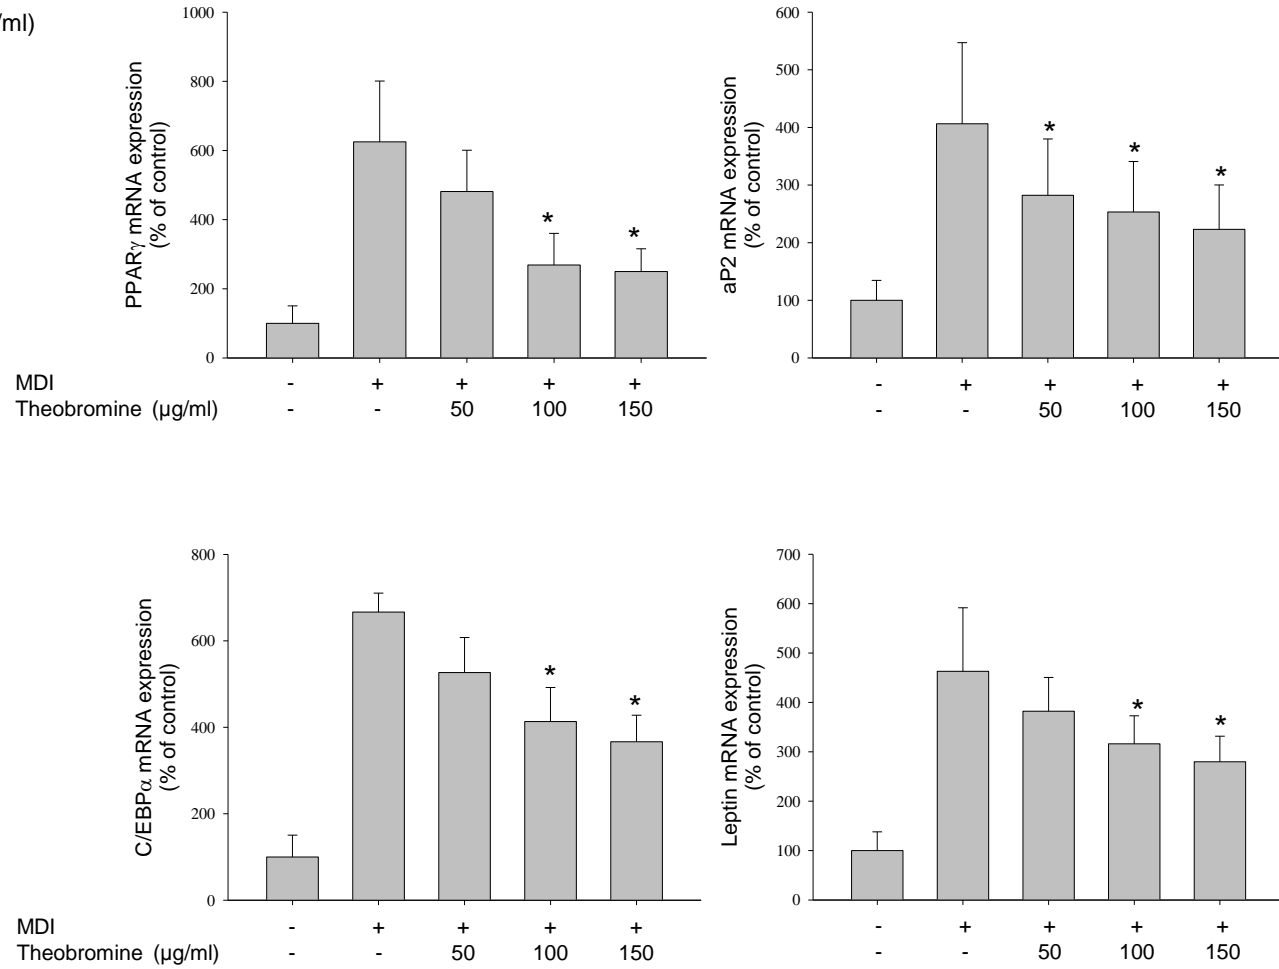 /ml)
PPARγ mRNA expression
(% of control)
1000
800
600
400
200
0
*
*
MDI - + + + +
Theobromine (µg/ml) - - 50 100 150
aP2 mRNA expression
(% of control)
600
500
400
300
200
100
0
*
*
*
- + + + +
- - 50 100 150
C/EBPα mRNA expression
(% of control)
800
600
400
200
0
*
*
MDI - + + + +
Theobromine (µg/ml) - - 50 100 150
Leptin mRNA expression
(% of control)
700
600
500
400
300
200
100
0
*
*
- + + + +
- - 50 100 150